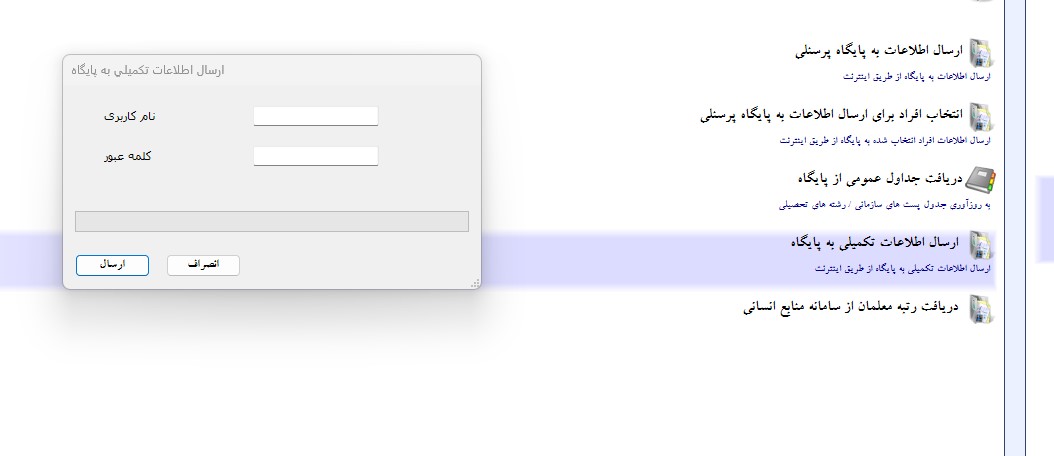 ارسال اطلاعات به پایگاه پرسنلی
ارسال اطلاعات به پایگاه از طریق اینترنت
انتخاب افراد برای ارسال اطلاعات به پایگاه پرسنلی
ارسال اطلاعات افراد انتخاب شده به پایگاه از طریق اینترنت
دریافت جداول عمومی از پایگاه
به روزآوری جدول پست های سازمانی / رشته های تحصیلی
ارسال اطلاعات تکمیلی به پایگاه
ارسال اطلاعات تکمیلی به پایگاه از طریق اینترنت
دریافت رتبه معلمان از سامانه منابع انسانی
ارسال اطلاعات تکمیلی به پایگاه
نام کاربری
کلمه عبور
انصراف
ارسال